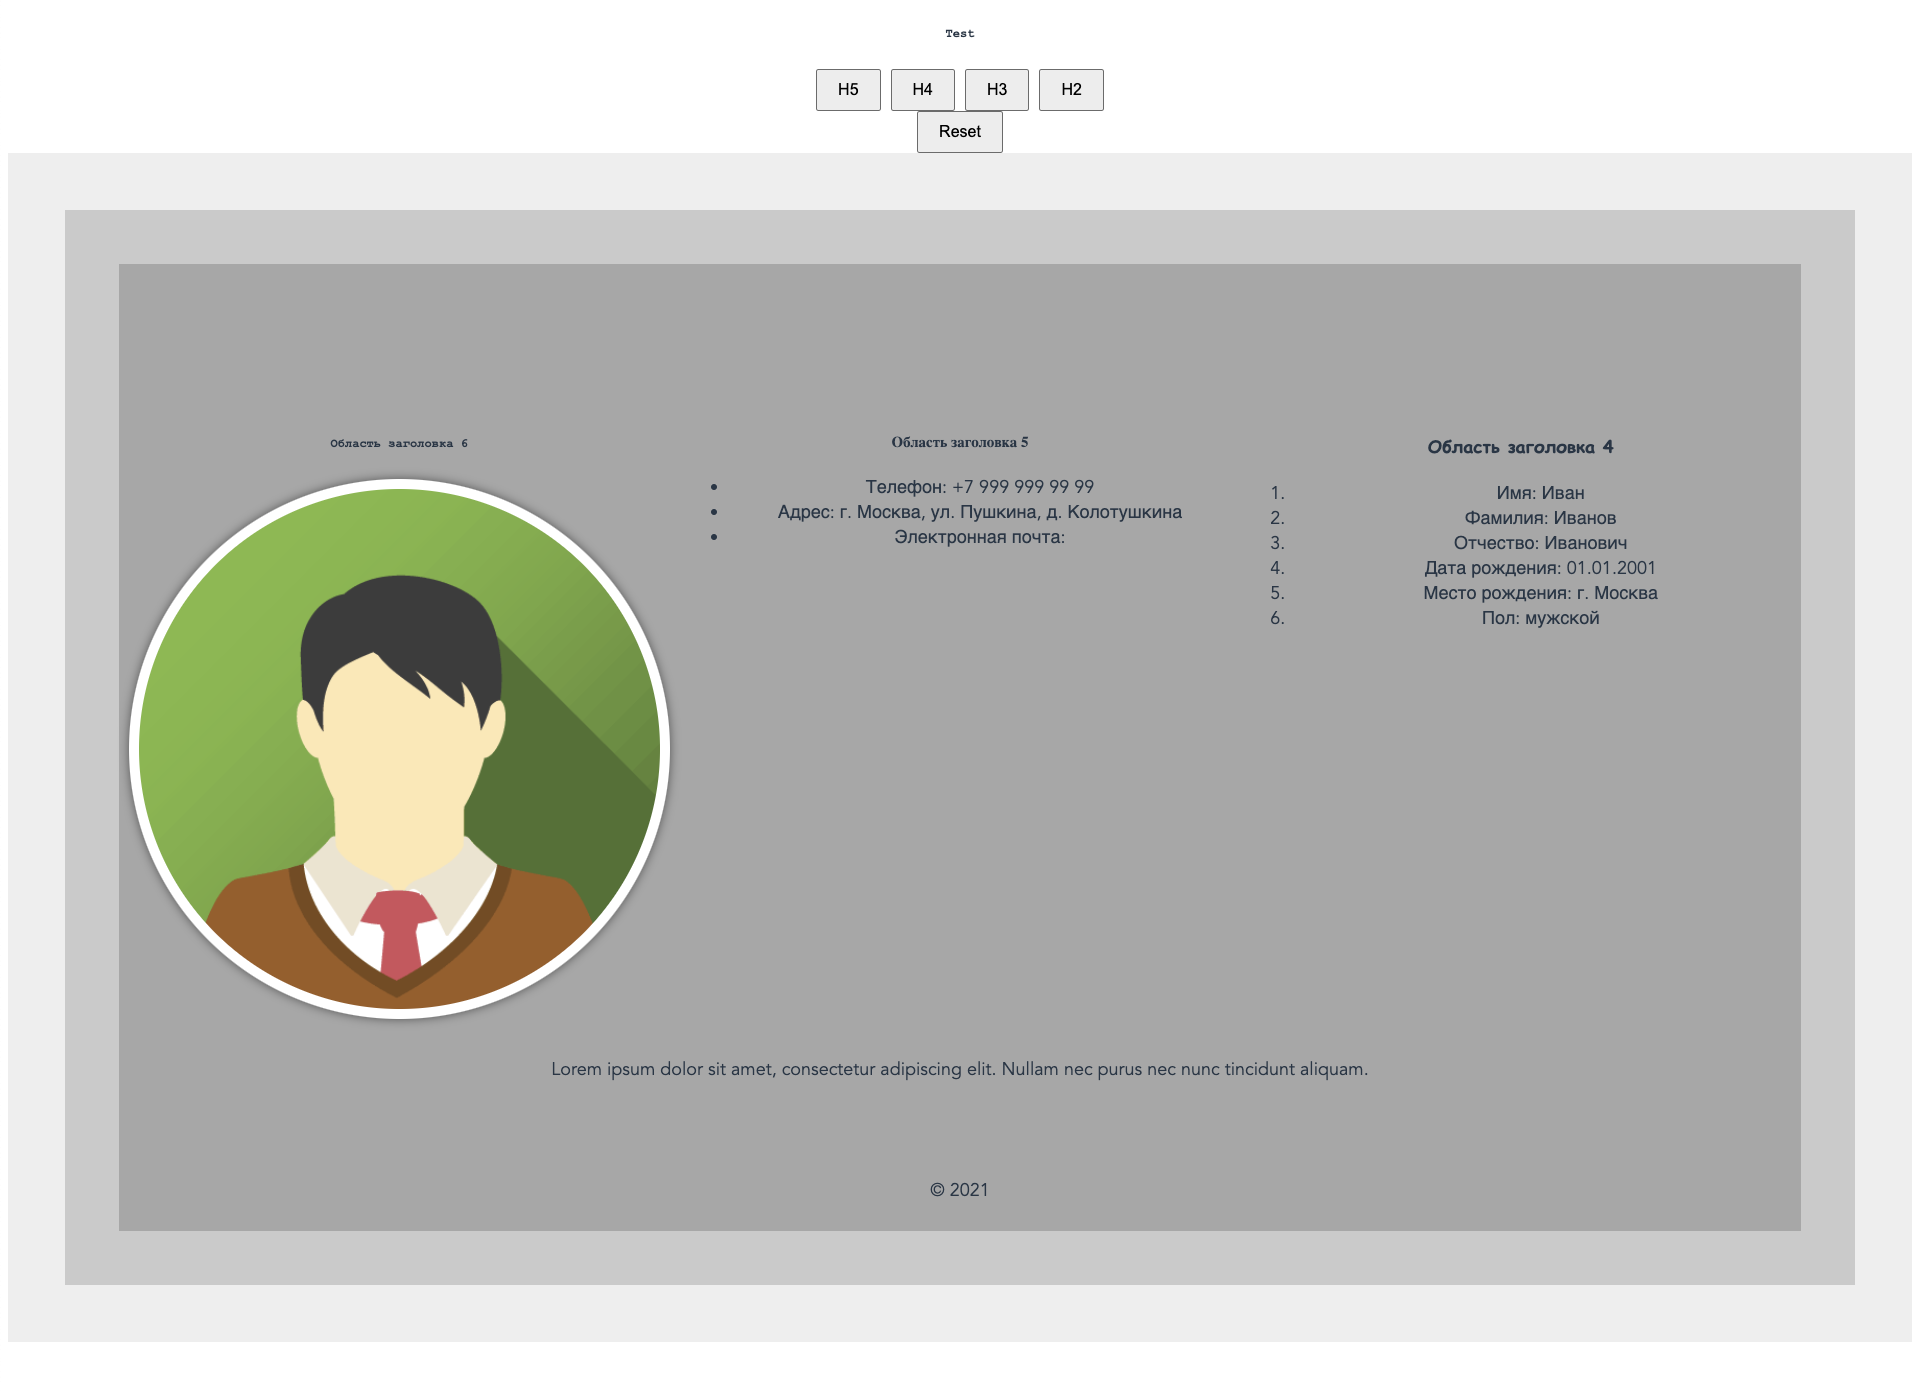 Test
H5 H4 H3 H2
Reset
Область заголовка 6
Область заголовка 5
• Телефон: +7 999 999 99 99
• Адрес: г. Москва, ул. Пушкина, д. Колотушкина
• Электронная почта:
Область заголовка 4
1. Имя: Иван
2. Фамилия: Иванов
3. Отчество: Иванович
4. Дата рождения: 01.01.2001
5. Место рождения: г. Москва
6. Пол: мужской
Lorem ipsum dolor sit amet, consectetur adipiscing elit. Nullam nec purus nec nunc tincidunt aliquam.
© 2021